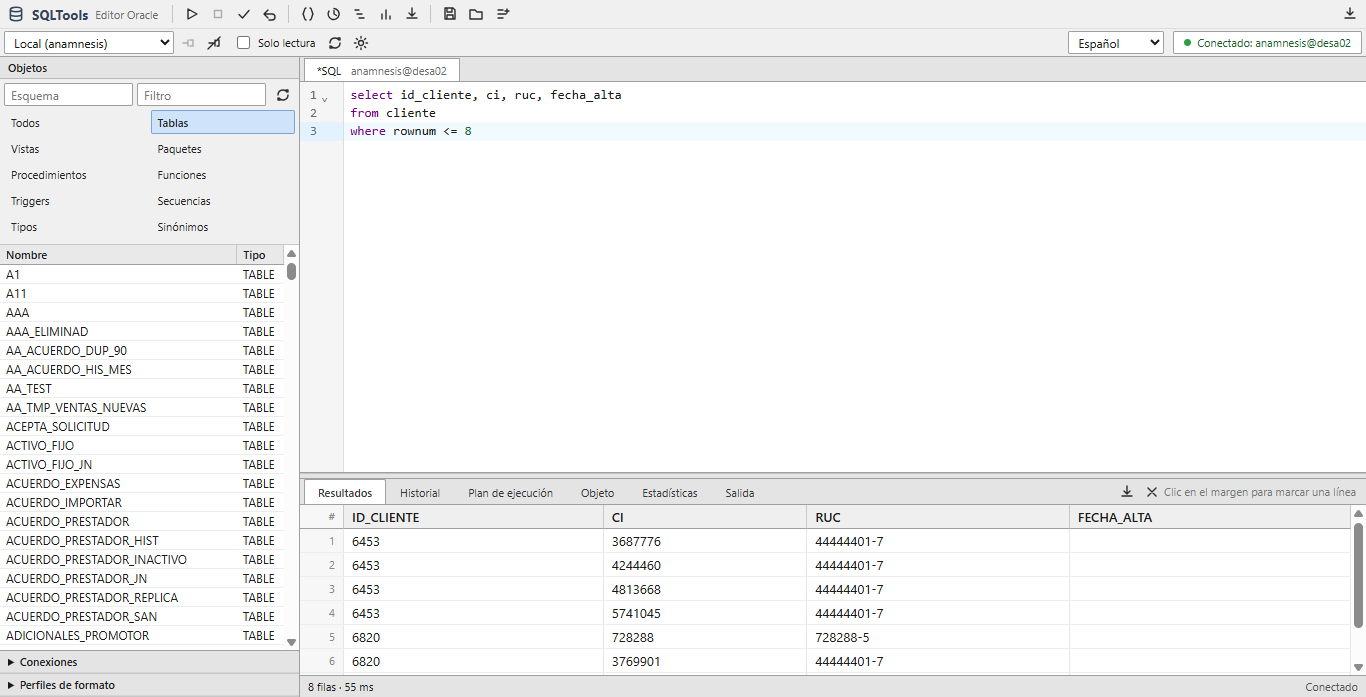 SQLTools Editor Oracle
Local (anamnesis) Solo lectura Español Conectado: anamnesis@desa02
Objetos
Esquema Filtro
Todos Tablas
Vistas Paquetes
Procedimientos Funciones
Triggers Secuencias
Tipos Sinónimos
Nombre Tipo
A1 TABLE
A11 TABLE
AAA TABLE
AAA_ELIMINAD TABLE
AA_ACUERDO_DUP_90 TABLE
AA_ACUERDO_HIS_MES TABLE
AA_TEST TABLE
AA_TMP_VENTAS_NUEVAS TABLE
ACEPTA_SOLICITUD TABLE
ACTIVO_FIJO TABLE
ACTIVO_FIJO_JN TABLE
ACUERDO_EXPENSAS TABLE
ACUERDO_IMPORTAR TABLE
ACUERDO_PRESTADOR TABLE
ACUERDO_PRESTADOR_HIST TABLE
ACUERDO_PRESTADOR_INACTIVO TABLE
ACUERDO_PRESTADOR_JN TABLE
ACUERDO_PRESTADOR_REPLICA TABLE
ACUERDO_PRESTADOR_SAN TABLE
ADICIONALES_PROMOTOR TABLE
Conexiones
Perfiles de formato
*SQL anamnesis@desa02
1 select id_cliente, ci, ruc, fecha_alta
2 from cliente
3 where rownum <= 8
Resultados Historial Plan de ejecución Objeto Estadísticas Salida Clic en el margen para marcar una línea
# ID_CLIENTE CI RUC FECHA_ALTA
1 6453 3687776 44444401-7
2 6453 4244460 44444401-7
3 6453 4813668 44444401-7
4 6453 5741045 44444401-7
5 6820 728288 728288-5
6 6820 3769901 44444401-7
8 filas · 55 ms Conectado